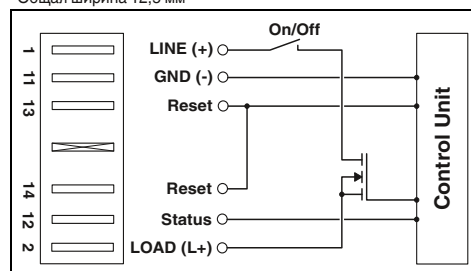 Общая ширина 12,5 мм
On/Off
1 LINE (+)
11 GND (-)
13 Reset
14 Reset
12 Status
2 LOAD (L+)
Control Unit